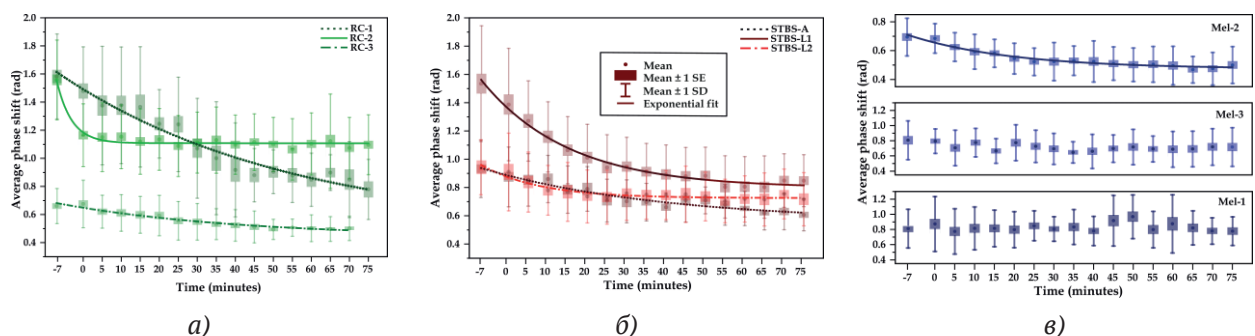 RC-1
RC-2
RC-3
Average phase shift (rad)
1.8
1.6
1.4
1.2
1.0
0.8
0.6
0.4
-7 0 5 10 15 20 25 30 35 40 45 50 55 60 65 70 75
Time (minutes)
а)
STBS-A
STBS-L1
STBS-L2
Mean
Mean ± 1 SE
Mean ± 1 SD
Exponential fit
Average phase shift (rad)
1.8
1.6
1.4
1.2
1.0
0.8
0.6
0.4
-7 0 5 10 15 20 25 30 35 40 45 50 55 60 65 70 75
Time (minutes)
б)
Mel-2
0.8
0.6
0.4
Mel-3
1.2
1.0
0.8
0.6
0.4
Mel-1
1.2
1.0
0.8
0.6
0.4
Average phase shift (rad)
-7 0 5 10 15 20 25 30 35 40 45 50 55 60 65 70 75
Time (minutes)
в)